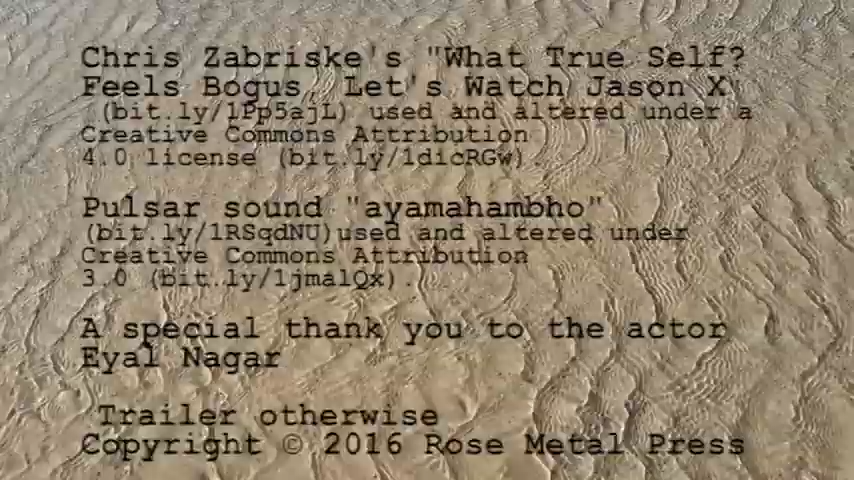 Chris Zabriske's "What True Self?
Feels Bogus, Let's Watch Jason X"
(bit.ly/1Pp5ajL) used and altered under a
Creative Commons Attribution
4.0 license (bit.ly/1dicRGw).
Pulsar sound "ayamahambho"
(bit.ly/1RSqdNU)used and altered under
Creative Commons Attribution
3.0 (bit.ly/1jmalQx).
A special thank you to the actor
Eyal Nagar
Trailer otherwise
Copyright © 2016 Rose Metal Press